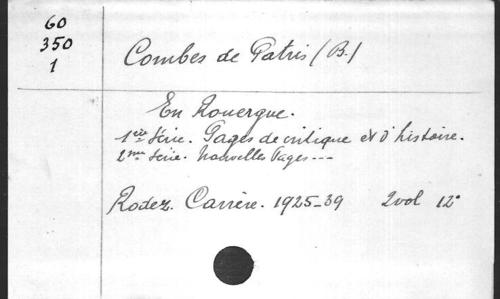 60
350
1
Combes de Patris (B.)
En Rouergue.
1ère Série. Pages de critique et d'histoire.
2me Série. Nouvelles Pages ---
Rodez. Carrère. 1925-39 2vol 12°